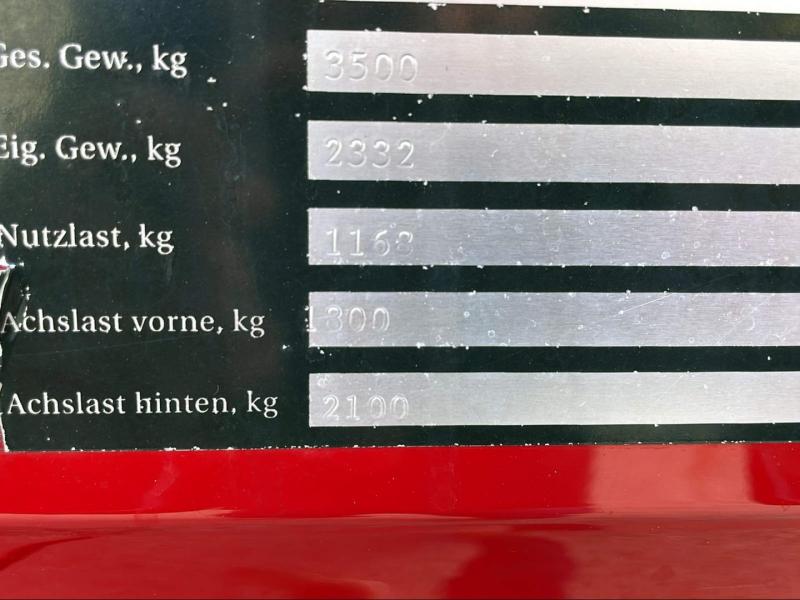 Ges. Gew., kg 3500
Eig. Gew., kg 2332
Nutzlast, kg 1168
Achslast vorne, kg 1800
Achslast hinten, kg 2100